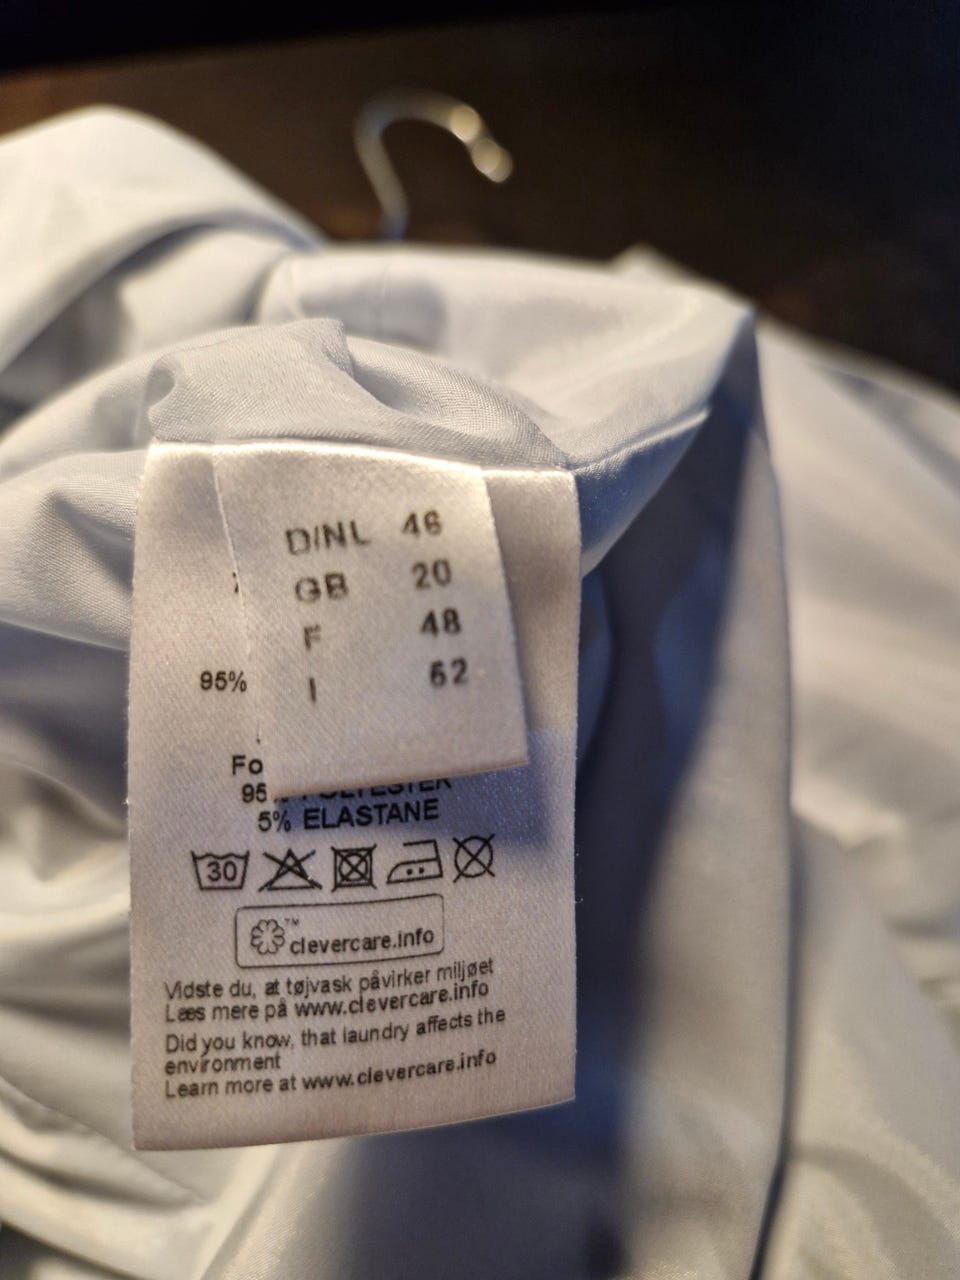 D/NL 46
GB 20
F 48
I 52
95%
Fo
95% POLYESTER
5% ELASTANE
30
clevercare.info
Vidste du, at tøjvask påvirker miljøet
Læs mere på www.clevercare.info
Did you know, that laundry affects the
environment
Learn more at www.clevercare.info